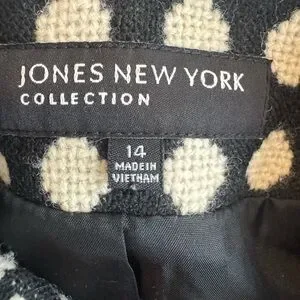 JONES NEW YORK
COLLECTION
14
MADE IN
VIETNAM